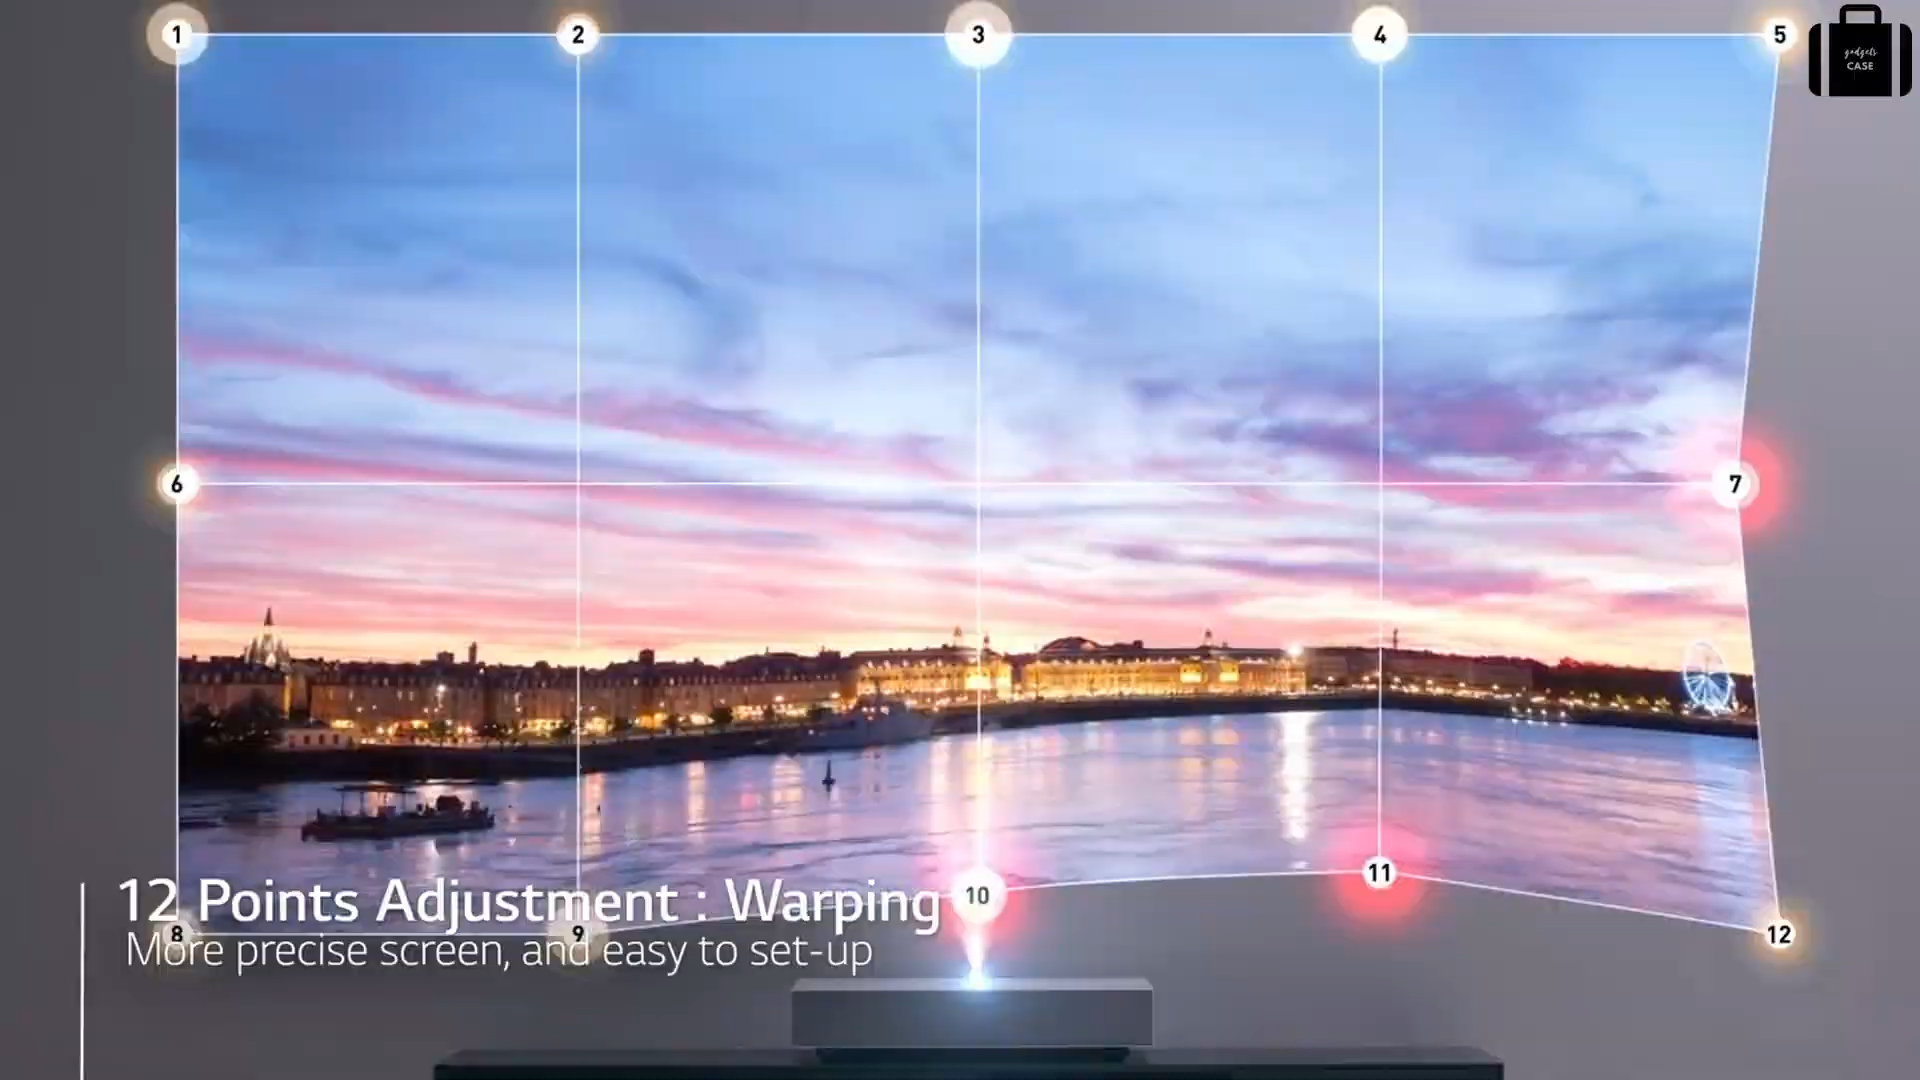 1 2 3 4 5
gadgets
CASE
6 7
12 Points Adjustment : Warping
10 11
8 9 12
More precise screen, and easy to set-up